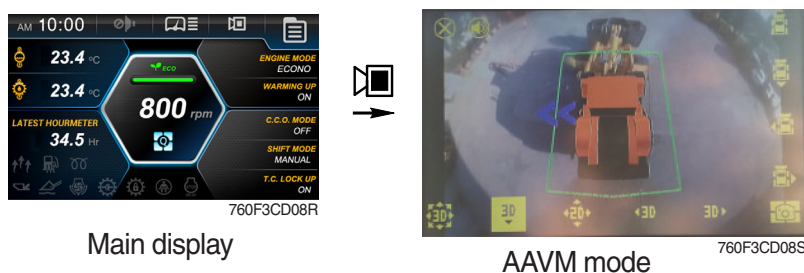 AM 10:00
23.4 ℃
23.4 ℃
LATEST HOURMETER
34.5 Hr
ECO
800 rpm
Q
ENGINE MODE
ECONO
WARMING UP
ON
C.C.O. MODE
OFF
SHIFT MODE
MANUAL
T.C. LOCK UP
ON
760F3CD08R
Main display
3D
3D
2D
3D
3D
760F3CD08S
AAVM mode